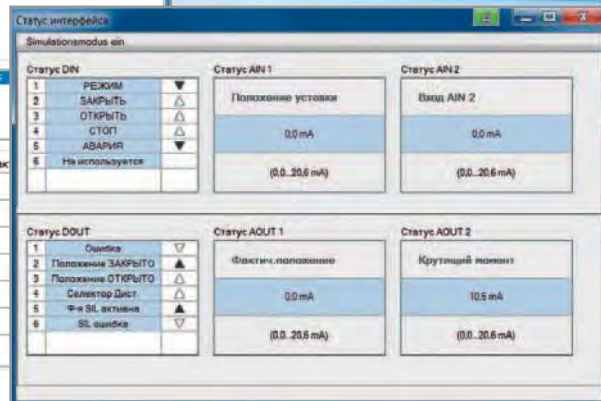 Статус интерфейса
Simulationsmodus ein
Статус DIN
1 РЕЖИМ
2 ЗАКРЫТЬ
3 ОТКРЫТЬ
4 СТОП
5 АВАРИЯ
6 Не используется
Статус AIN 1
Положение уставки
0,0 mA
(0,0...20,6 mA)
Статус AIN 2
Вход AIN 2
0,0 mA
(0,0...20,6 mA)
Статус DOUT
1 Ошибка
2 Положение ЗАКРЫТО
3 Положение ОТКРЫТО
4 Селектор Дист.
5 Ф-я SIL активна
6 SIL ошибка
Статус AOUT 1
Фактич.положение
0,0 mA
(0,0...20,6 mA)
Статус AOUT 2
Крутящий момент
10,6 mA
(0,0...20,6 mA)